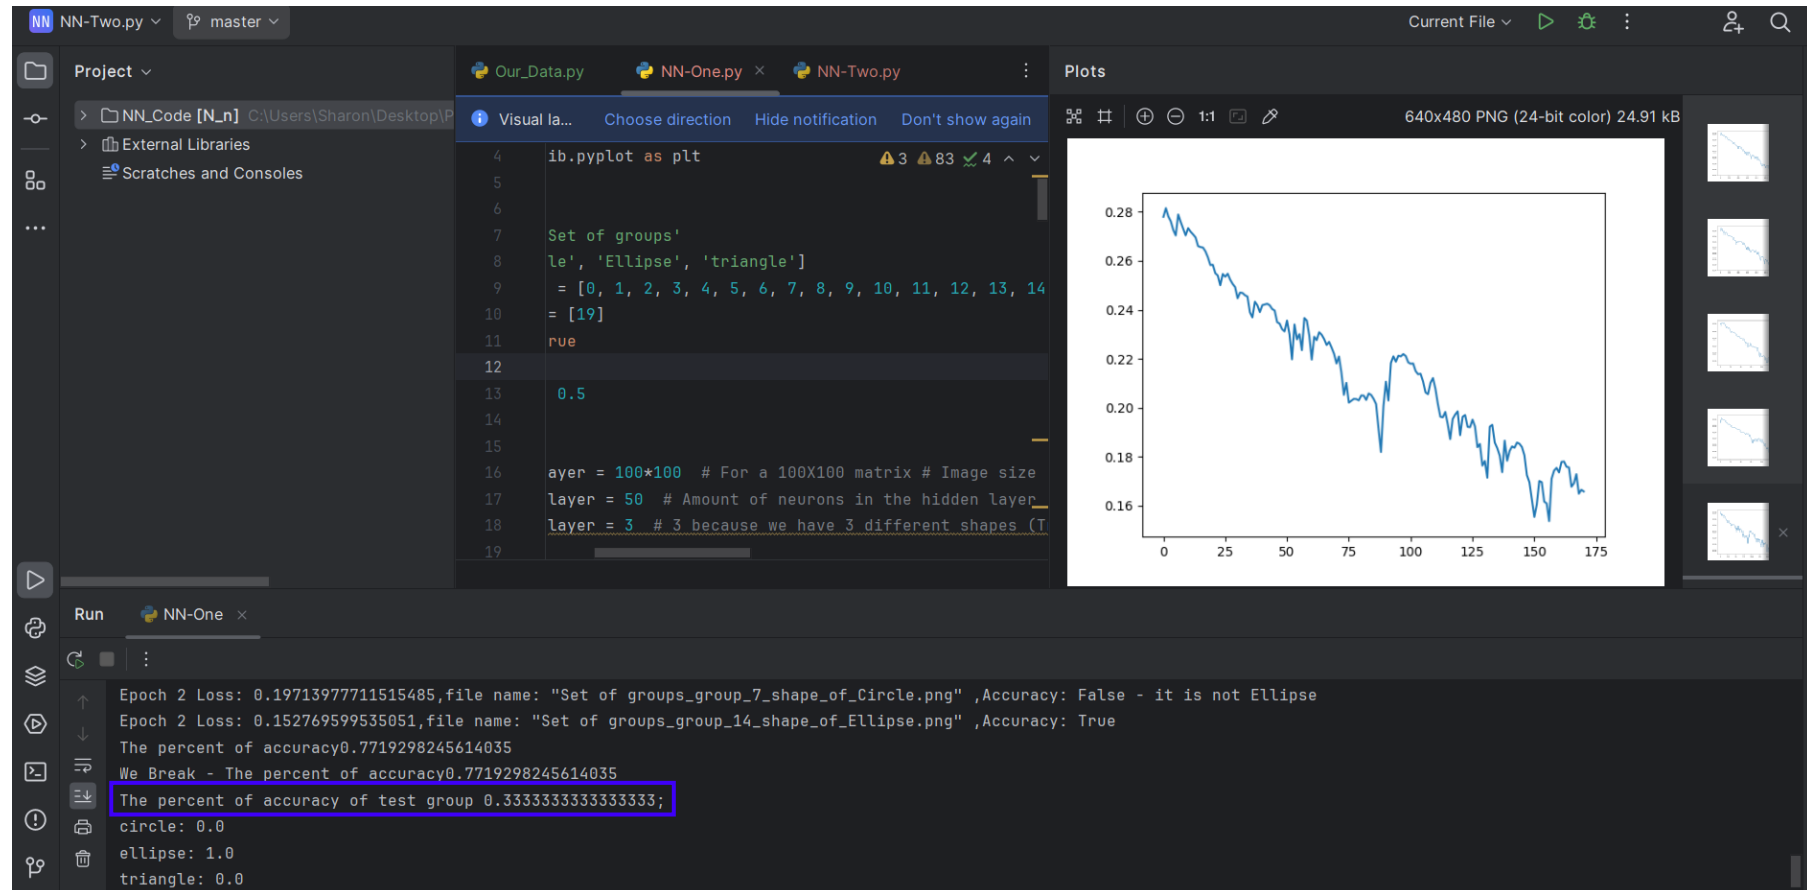 NN NN-Two.py master Current File
Project
NN_Code [N_n] C:\Users\Sharon\Desktop\P
External Libraries
Scratches and Consoles
Our_Data.py NN-One.py NN-Two.py
Visual la... Choose direction Hide notification Don't show again
3 83 4
4 ib.pyplot as plt
5
6
7 Set of groups'
8 le', 'Ellipse', 'triangle']
9 = [0, 1, 2, 3, 4, 5, 6, 7, 8, 9, 10, 11, 12, 13, 14
10 = [19]
11 rue
12
13 0.5
14
15
16 ayer = 100*100 # For a 100X100 matrix # Image size
17 layer = 50 # Amount of neurons in the hidden layer
18 layer = 3 # 3 because we have 3 different shapes (T
19
Plots
1:1 640x480 PNG (24-bit color) 24.91 kB
0.28
0.26
0.24
0.22
0.20
0.18
0.16
0 25 50 75 100 125 150 175
Run NN-One
Epoch 2 Loss: 0.19713977711515485,file name: "Set of groups_group_7_shape_of_Circle.png" ,Accuracy: False - it is not Ellipse
Epoch 2 Loss: 0.152769599535051,file name: "Set of groups_group_14_shape_of_Ellipse.png" ,Accuracy: True
The percent of accuracy0.7719298245614035
We Break - The percent of accuracy0.7719298245614035
The percent of accuracy of test group 0.3333333333333333;
circle: 0.0
ellipse: 1.0
triangle: 0.0